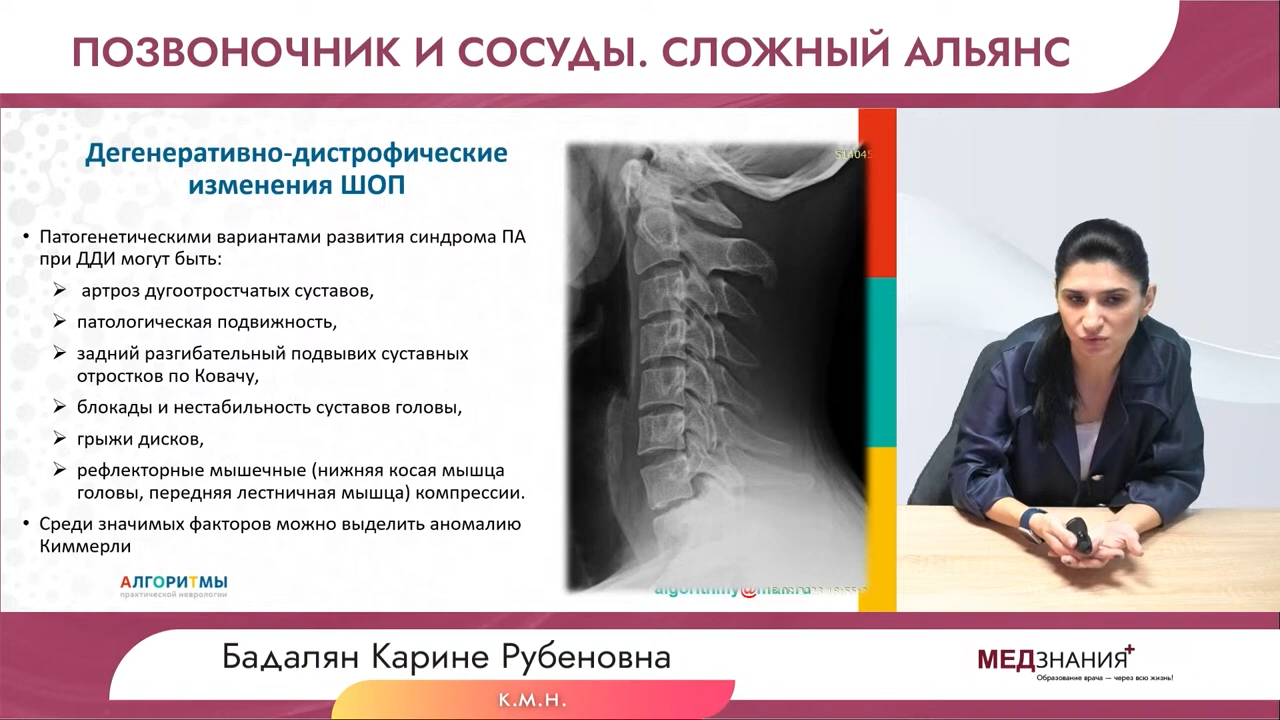 ПОЗВОНОЧНИК И СОСУДЫ. СЛОЖНЫЙ АЛЬЯНС
Дегенеративно-дистрофические
изменения ШОП
• Патогенетическими вариантами развития синдрома ПА
при ДДИ могут быть:
➢ артроз дугоотростчатых суставов,
➢ патологическая подвижность,
➢ задний разгибательный подвывих суставных
отростков по Ковачу,
➢ блокады и нестабильность суставов головы,
➢ грыжи дисков,
➢ рефлекторные мышечные (нижняя косая мышца
головы, передняя лестничная мышца) компрессии.
• Среди значимых факторов можно выделить аномалию
Киммерли
АЛГОРИТМЫ
практической неврологии
Бадалян Карине Рубеновна
К.М.Н.
МЕДЗНАНИЯ+
Образование врача — через всю жизнь!